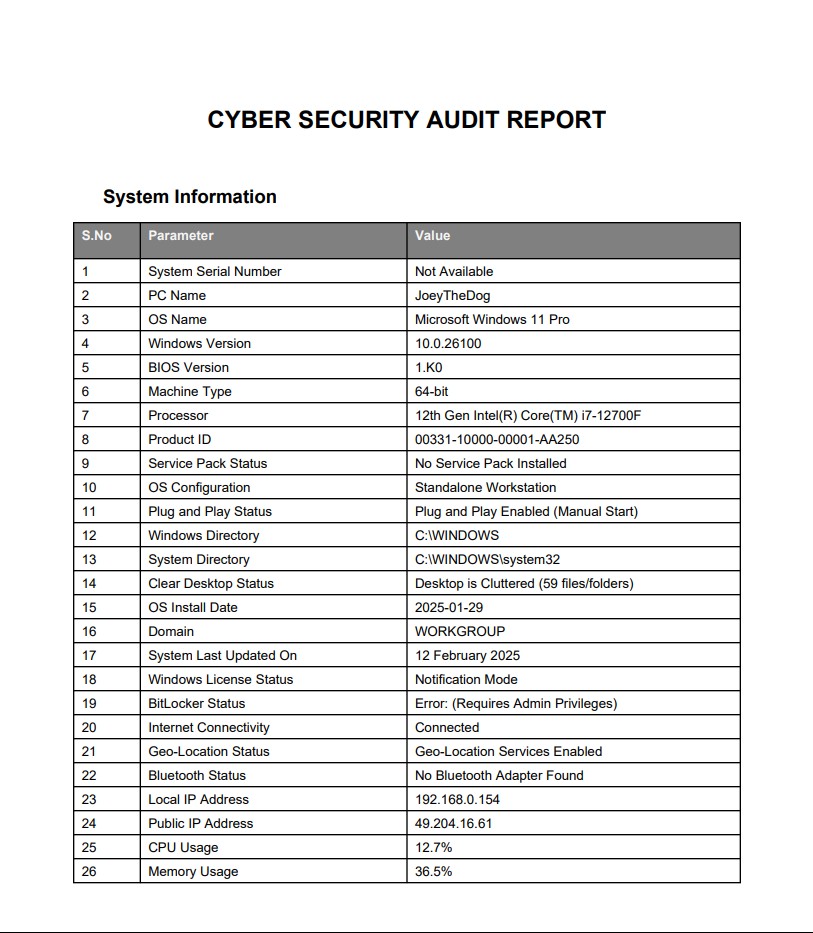 CYBER SECURITY AUDIT REPORT
System Information
S.No Parameter Value
1 System Serial Number Not Available
2 PC Name JoeyTheDog
3 OS Name Microsoft Windows 11 Pro
4 Windows Version 10.0.26100
5 BIOS Version 1.K0
6 Machine Type 64-bit
7 Processor 12th Gen Intel(R) Core(TM) i7-12700F
8 Product ID 00331-10000-00001-AA250
9 Service Pack Status No Service Pack Installed
10 OS Configuration Standalone Workstation
11 Plug and Play Status Plug and Play Enabled (Manual Start)
12 Windows Directory C:\WINDOWS
13 System Directory C:\WINDOWS\system32
14 Clear Desktop Status Desktop is Cluttered (59 files/folders)
15 OS Install Date 2025-01-29
16 Domain WORKGROUP
17 System Last Updated On 12 February 2025
18 Windows License Status Notification Mode
19 BitLocker Status Error: (Requires Admin Privileges)
20 Internet Connectivity Connected
21 Geo-Location Status Geo-Location Services Enabled
22 Bluetooth Status No Bluetooth Adapter Found
23 Local IP Address 192.168.0.154
24 Public IP Address 49.204.16.61
25 CPU Usage 12.7%
26 Memory Usage 36.5%